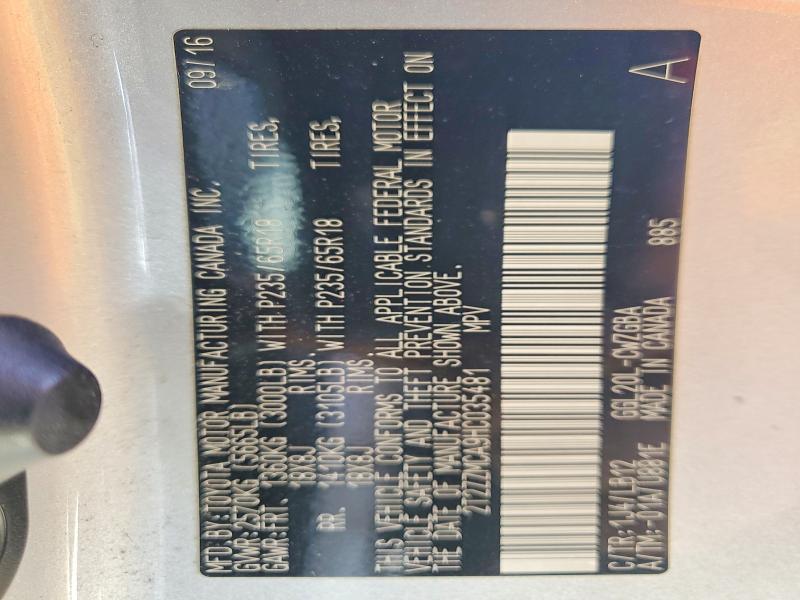 MFD.BY:TOYOTA MOTOR MANUFACTURING CANADA INC. 09/16
GVWR:2570KG (5665LB)
GAWR:FRT. 1360KG (3000LB) WITH P235/65R18 TIRES,
18X8J RIMS.
RR. 1410KG (3105LB) WITH P235/65R18 TIRES,
18X8J RIMS.
THIS VEHICLE CONFORMS TO ALL APPLICABLE FEDERAL MOTOR
VEHICLE SAFETY AND THEFT PREVENTION STANDARDS IN EFFECT ON
THE DATE OF MANUFACTURE SHOWN ABOVE.
2T2ZZMCA9HC035481 MPV
C/TR:1J4/LB12 GGL20L-CWZGBA 885
A/TM:-01A/U881E MADE IN CANADA A